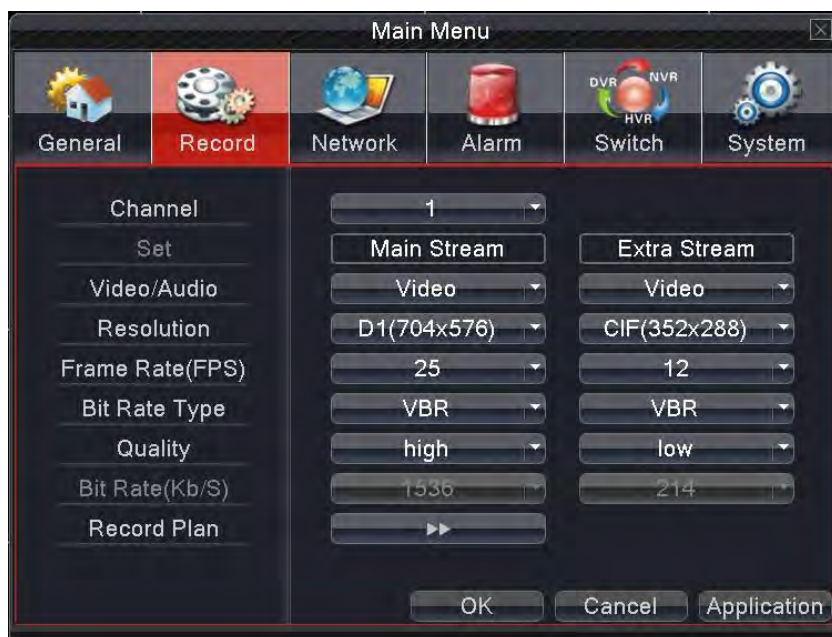 Main Menu
DVR NVR
HVR
General Record Network Alarm Switch System
Channel 1
Set Main Stream Extra Stream
Video/Audio Video Video
Resolution D1(704x576) CIF(352x288)
Frame Rate(FPS) 25 12
Bit Rate Type VBR VBR
Quality high low
Bit Rate(Kb/S) 1536 214
Record Plan
OK Cancel Application